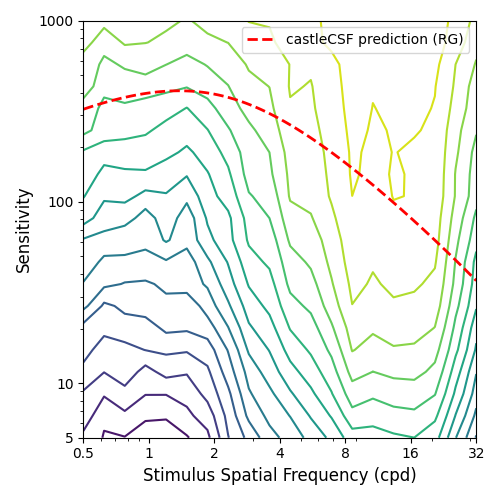 castleCSF prediction (RG)
1000
100
10
5
Sensitivity
0.5 1 2 4 8 16 32
Stimulus Spatial Frequency (cpd)